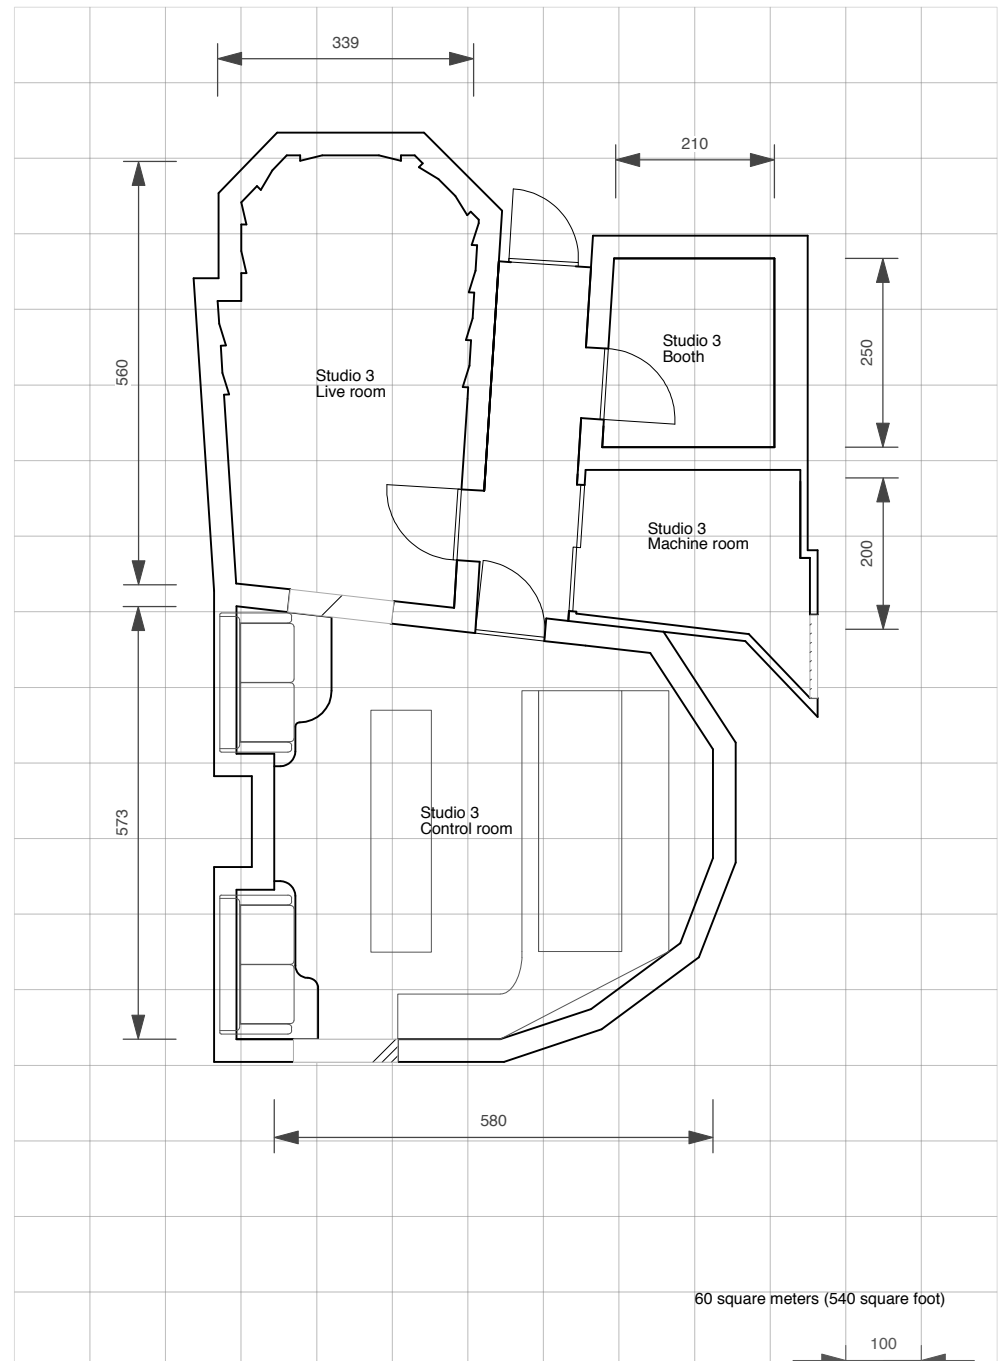 339
210
Studio 3
Booth
250
560
Studio 3
Live room
Studio 3
Machine room
200
573
Studio 3
Control room
580
60 square meters (540 square foot)
100